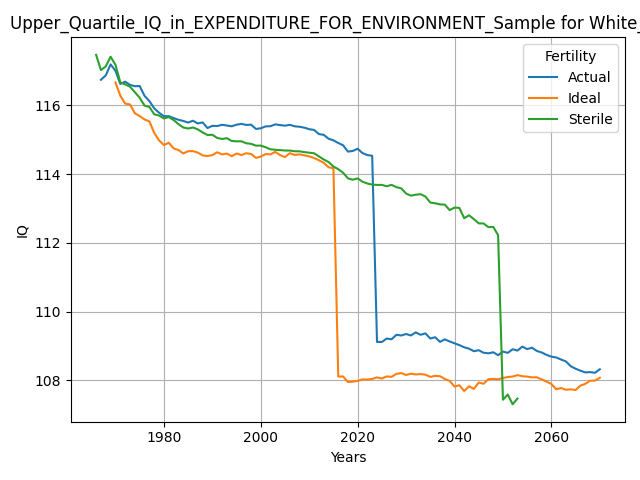 Upper_Quartile_IQ_in_EXPENDITURE_FOR_ENVIRONMENT_Sample for White_
Fertility
Actual
Ideal
Sterile
IQ
116
114
112
110
108
1980
2000
2020
2040
2060
Years